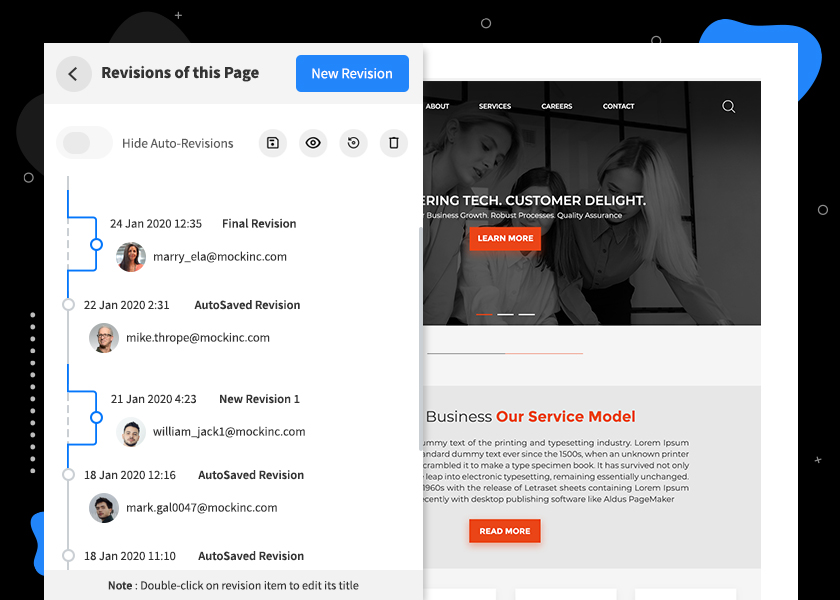 Revisions of this Page
New Revision
Hide Auto-Revisions
24 Jan 2020 12:35 Final Revision
marry_ela@mockinc.com
22 Jan 2020 2:31 AutoSaved Revision
mike.thrope@mockinc.com
21 Jan 2020 4:23 New Revision 1
william_jack1@mockinc.com
18 Jan 2020 12:16 AutoSaved Revision
mark.gal0047@mockinc.com
18 Jan 2020 11:10 AutoSaved Revision
Note : Double-click on revision item to edit its title
ABOUT SERVICES CAREERS CONTACT
ERING TECH. CUSTOMER DELIGHT.
Business Growth. Robust Processes. Quality Assurance
LEARN MORE
Business Our Service Model
ummy text of the printing and typesetting industry. Lorem Ipsum
andard dummy text ever since the 1500s, when an unknown printer
crambled it to make a type specimen book. It has survived not only
leap into electronic typesetting, remaining essentially unchanged.
1960s with the release of Letraset sheets containing Lorem Ipsum
cently with desktop publishing software like Aldus PageMaker
READ MORE